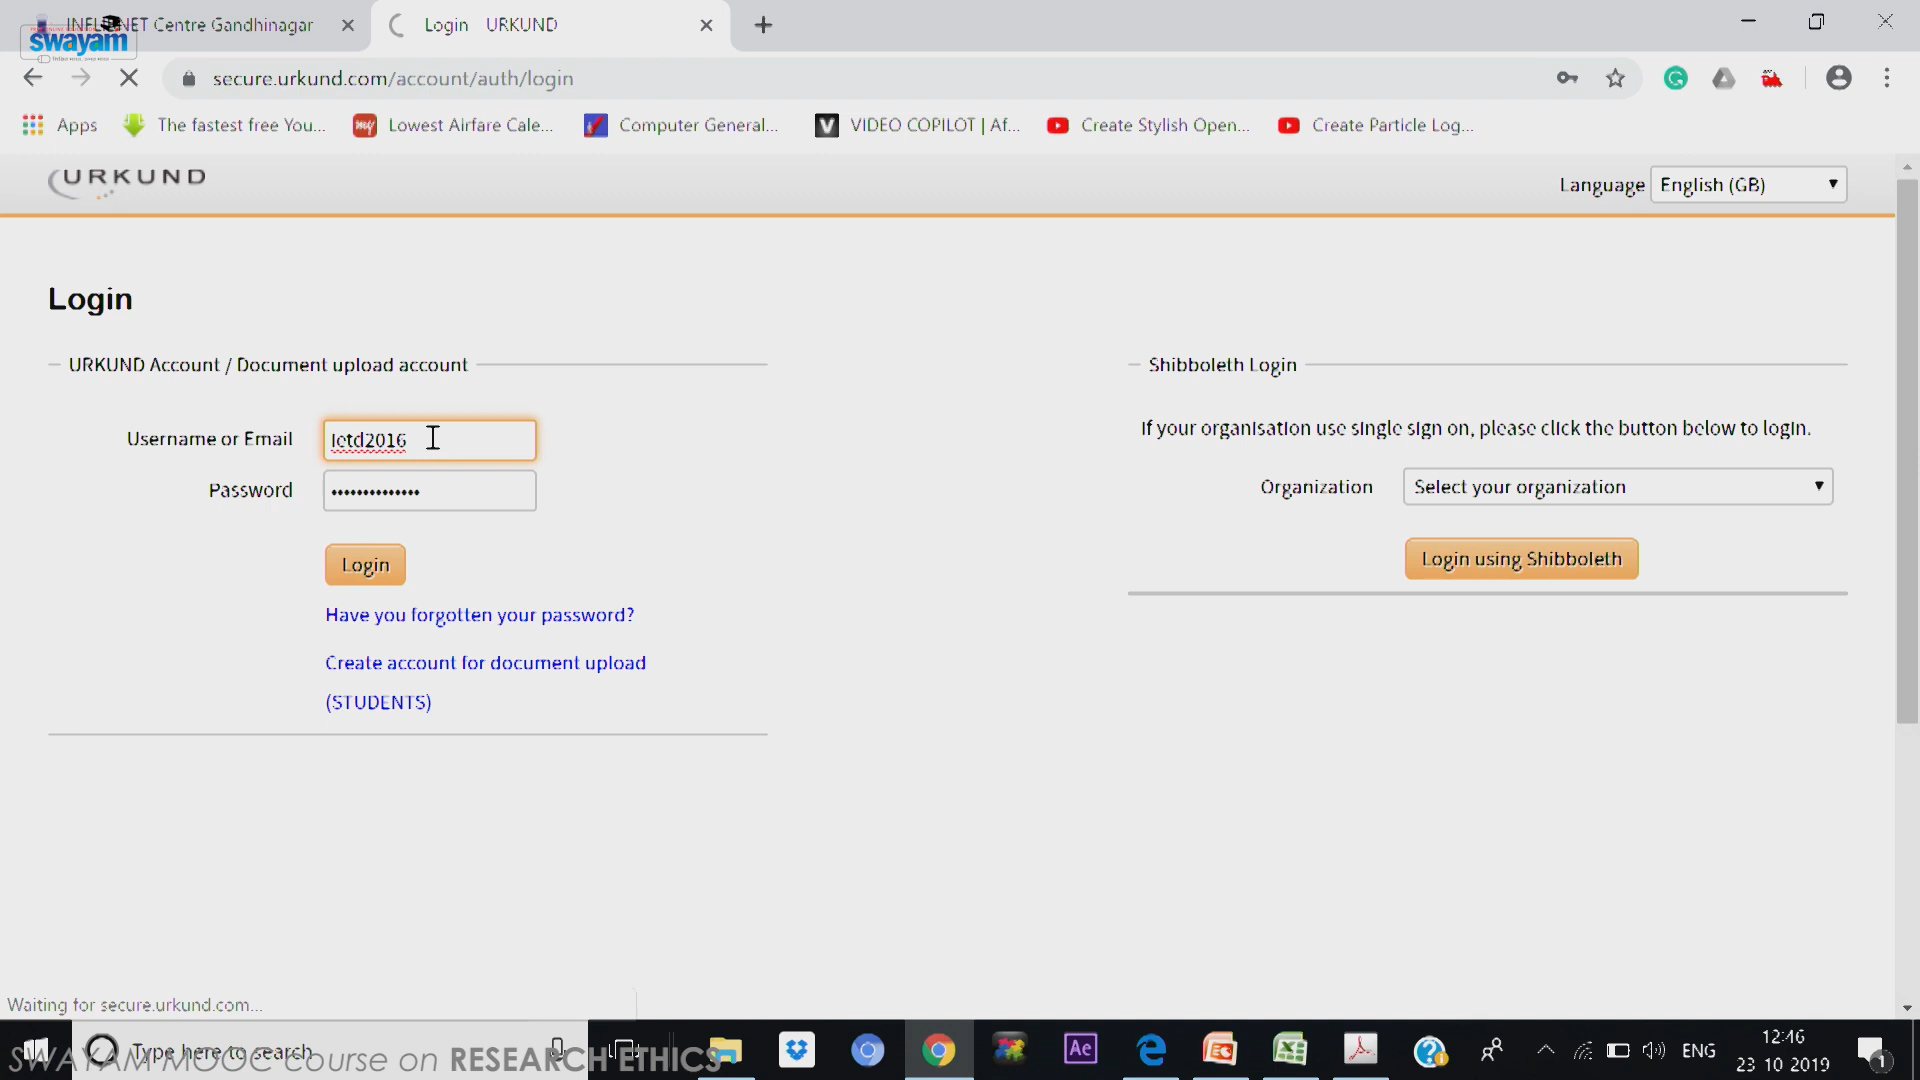 INFLIBNET Centre Gandhinagar
Login URKUND
swayam
secure.urkund.com/account/auth/login
Apps
The fastest free You...
Lowest Airfare Cale...
Computer General...
VIDEO COPILOT | Af...
Create Stylish Open...
Create Particle Log...
URKUND
Language English (GB)
Login
URKUND Account / Document upload account
Username or Email
letd2016
Password
Login
Have you forgotten your password?
Create account for document upload
(STUDENTS)
Shibboleth Login
If your organisation use single sign on, please click the button below to login.
Organization
Select your organization
Login using Shibboleth
Waiting for secure.urkund.com...
Type here to search
SWAYAM MOOC course on RESEARCH ETHICS
Ae
ENG
12:46
23 10 2019
1